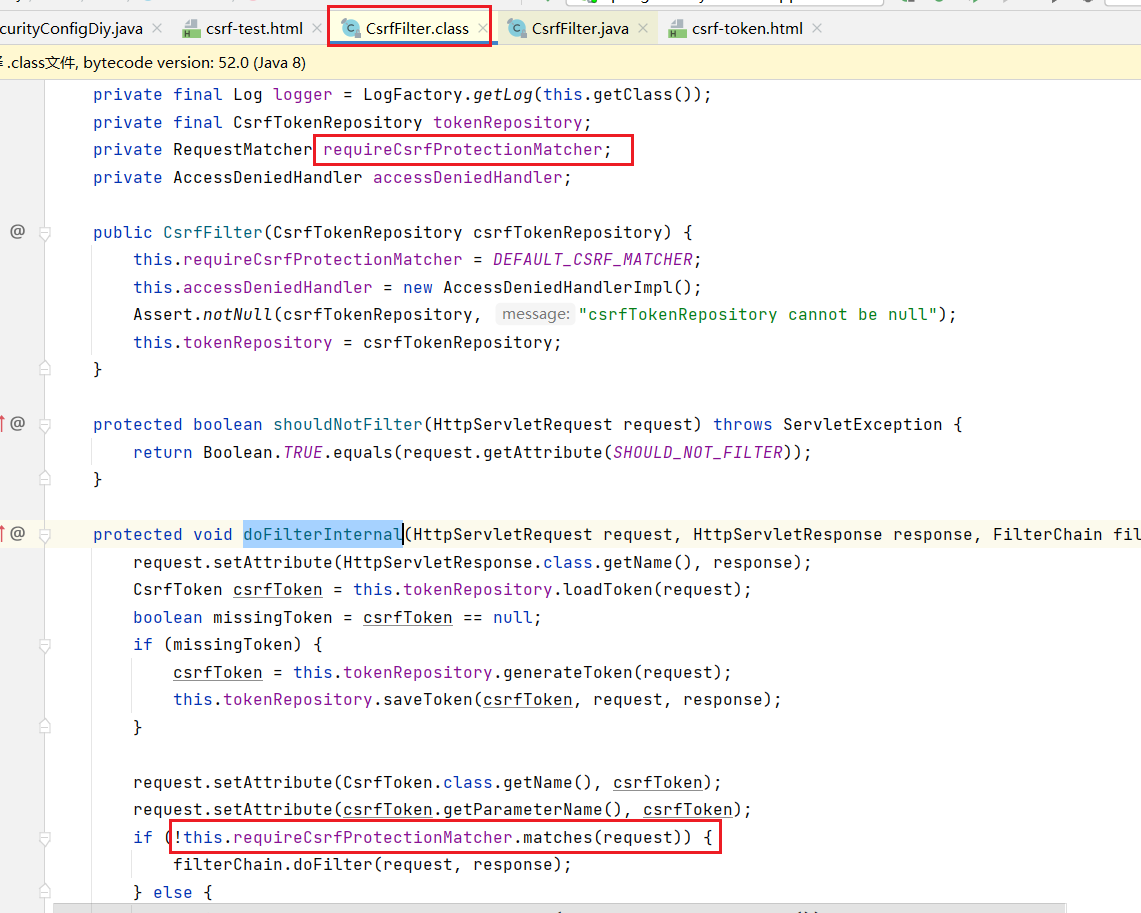 curityConfigDiy.java csrf-test.html CsrfFilter.class CsrfFilter.java csrf-token.html
.class文件, bytecode version: 52.0 (Java 8)
private final Log logger = LogFactory.getLog(this.getClass());
private final CsrfTokenRepository tokenRepository;
private RequestMatcher requireCsrfProtectionMatcher;
private AccessDeniedHandler accessDeniedHandler;
public CsrfFilter(CsrfTokenRepository csrfTokenRepository) {
this.requireCsrfProtectionMatcher = DEFAULT_CSRF_MATCHER;
this.accessDeniedHandler = new AccessDeniedHandlerImpl();
Assert.notNull(csrfTokenRepository, message: "csrfTokenRepository cannot be null");
this.tokenRepository = csrfTokenRepository;
}
protected boolean shouldNotFilter(HttpServletRequest request) throws ServletException {
return Boolean.TRUE.equals(request.getAttribute(SHOULD_NOT_FILTER));
}
protected void doFilterInternal(HttpServletRequest request, HttpServletResponse response, FilterChain fil
request.setAttribute(HttpServletResponse.class.getName(), response);
CsrfToken csrfToken = this.tokenRepository.loadToken(request);
boolean missingToken = csrfToken == null;
if (missingToken) {
csrfToken = this.tokenRepository.generateToken(request);
this.tokenRepository.saveToken(csrfToken, request, response);
}
request.setAttribute(CsrfToken.class.getName(), csrfToken);
request.setAttribute(csrfToken.getParameterName(), csrfToken);
if (!this.requireCsrfProtectionMatcher.matches(request)) {
filterChain.doFilter(request, response);
} else {